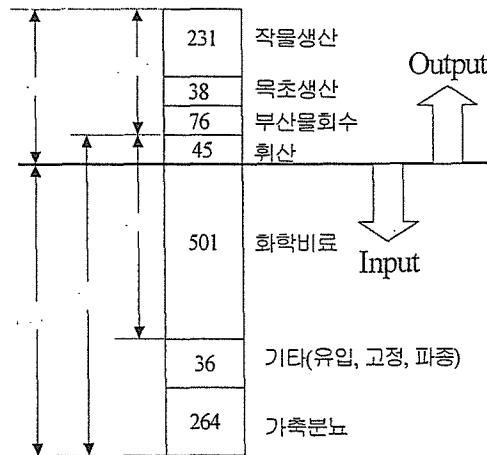 231 작물생산
38 목초생산
76 부산물회수
45 휘산
Output
501 화학비료
Input
36 기타(유입, 고정, 파종)
264 가축분뇨